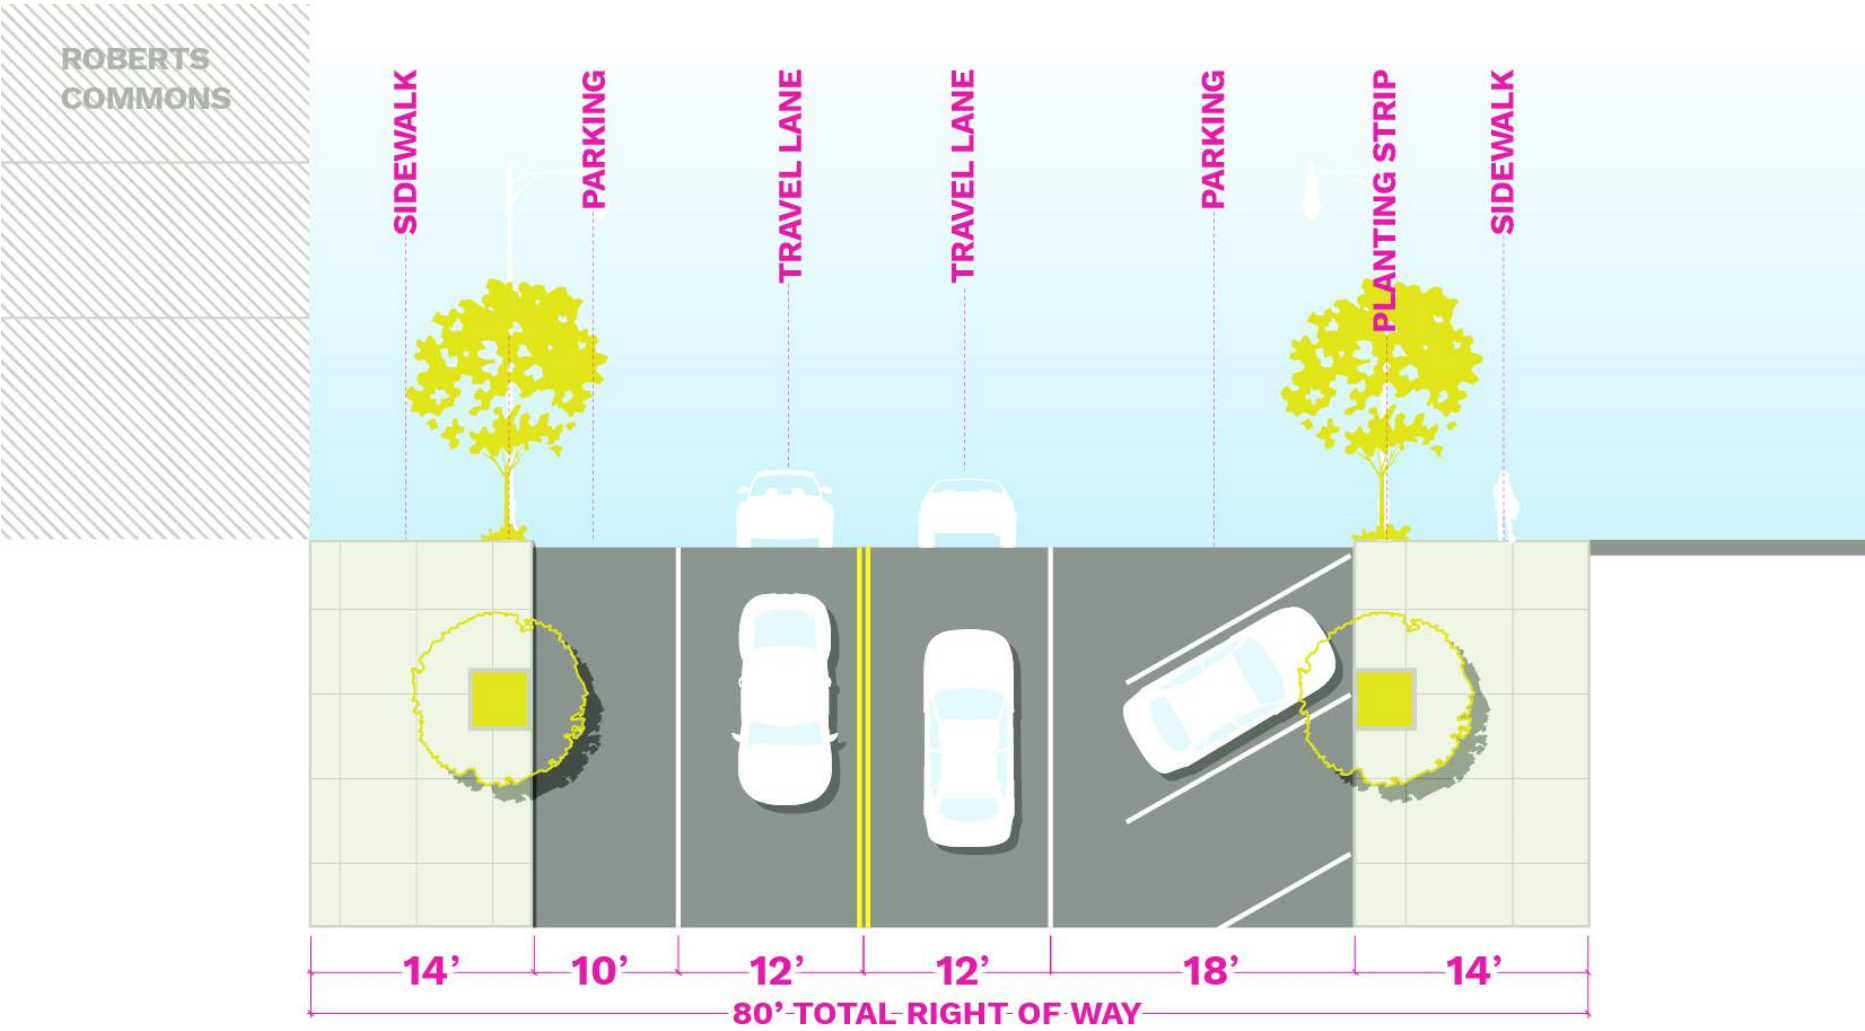 ROBERTS
COMMONS
SIDEWALK
PARKING
TRAVEL LANE
TRAVEL LANE
PARKING
PLANTING STRIP
SIDEWALK
14’
10’
12’
12’
18’
14’
80’ TOTAL RIGHT OF WAY